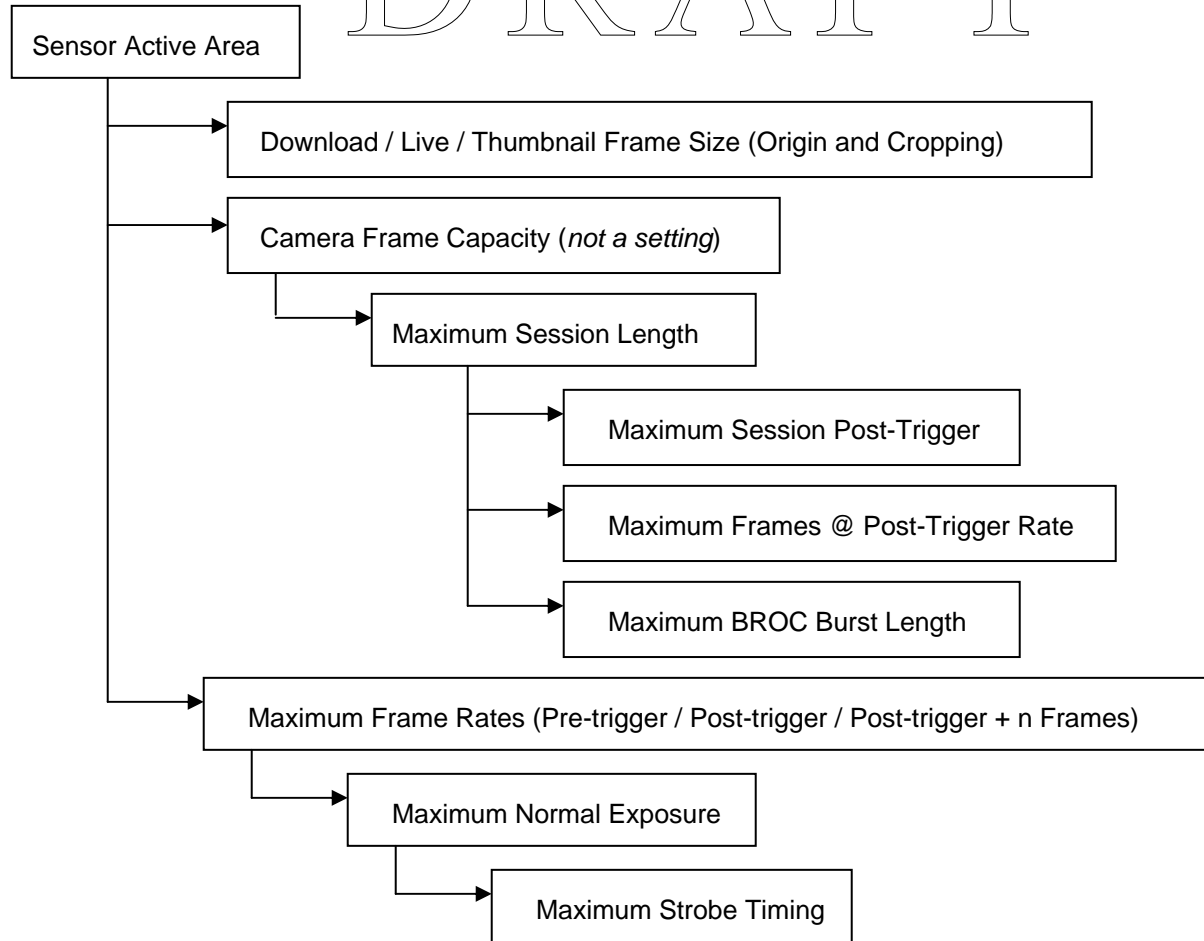 DRAFT
Sensor Active Area
Download / Live / Thumbnail Frame Size (Origin and Cropping)
Camera Frame Capacity (not a setting)
Maximum Session Length
Maximum Session Post-Trigger
Maximum Frames @ Post-Trigger Rate
Maximum BROC Burst Length
Maximum Frame Rates (Pre-trigger / Post-trigger / Post-trigger + n Frames)
Maximum Normal Exposure
Maximum Strobe Timing